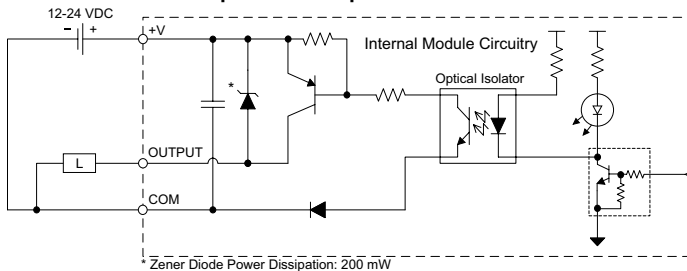 12-24 VDC
− +
+V
Internal Module Circuitry
Optical Isolator
*
OUTPUT
L
COM
* Zener Diode Power Dissipation: 200 mW